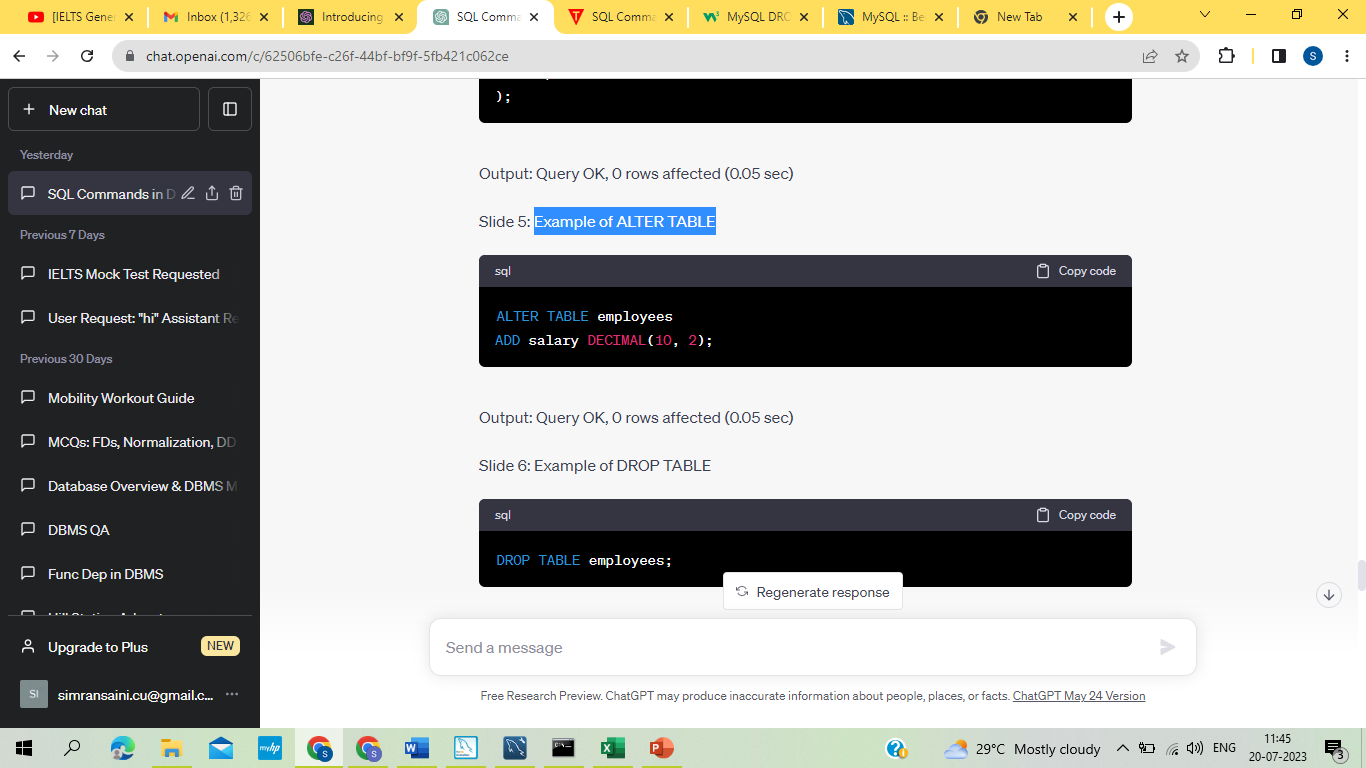 [IELTS Gene
Inbox (1,326
Introducing
SQL Comma
SQL Comma
MySQL DRO
MySQL :: Be
New Tab
chat.openai.com/c/62506bfe-c26f-44bf-bf9f-5fb421c062ce
S
New chat
Yesterday
SQL Commands in D
Previous 7 Days
IELTS Mock Test Requested
User Request: "hi" Assistant Re
Previous 30 Days
Mobility Workout Guide
MCQs: FDs, Normalization, DD
Database Overview & DBMS M
DBMS QA
Func Dep in DBMS
Upgrade to Plus
NEW
SI
simransaini.cu@gmail.c...
);
Output: Query OK, 0 rows affected (0.05 sec)
Slide 5: Example of ALTER TABLE
sql
Copy code
ALTER TABLE employees
ADD salary DECIMAL(10, 2);
Output: Query OK, 0 rows affected (0.05 sec)
Slide 6: Example of DROP TABLE
sql
Copy code
DROP TABLE employees;
Regenerate response
Send a message
Free Research Preview. ChatGPT may produce inaccurate information about people, places, or facts. ChatGPT May 24 Version
29°C Mostly cloudy
ENG
11:45
20-07-2023
3